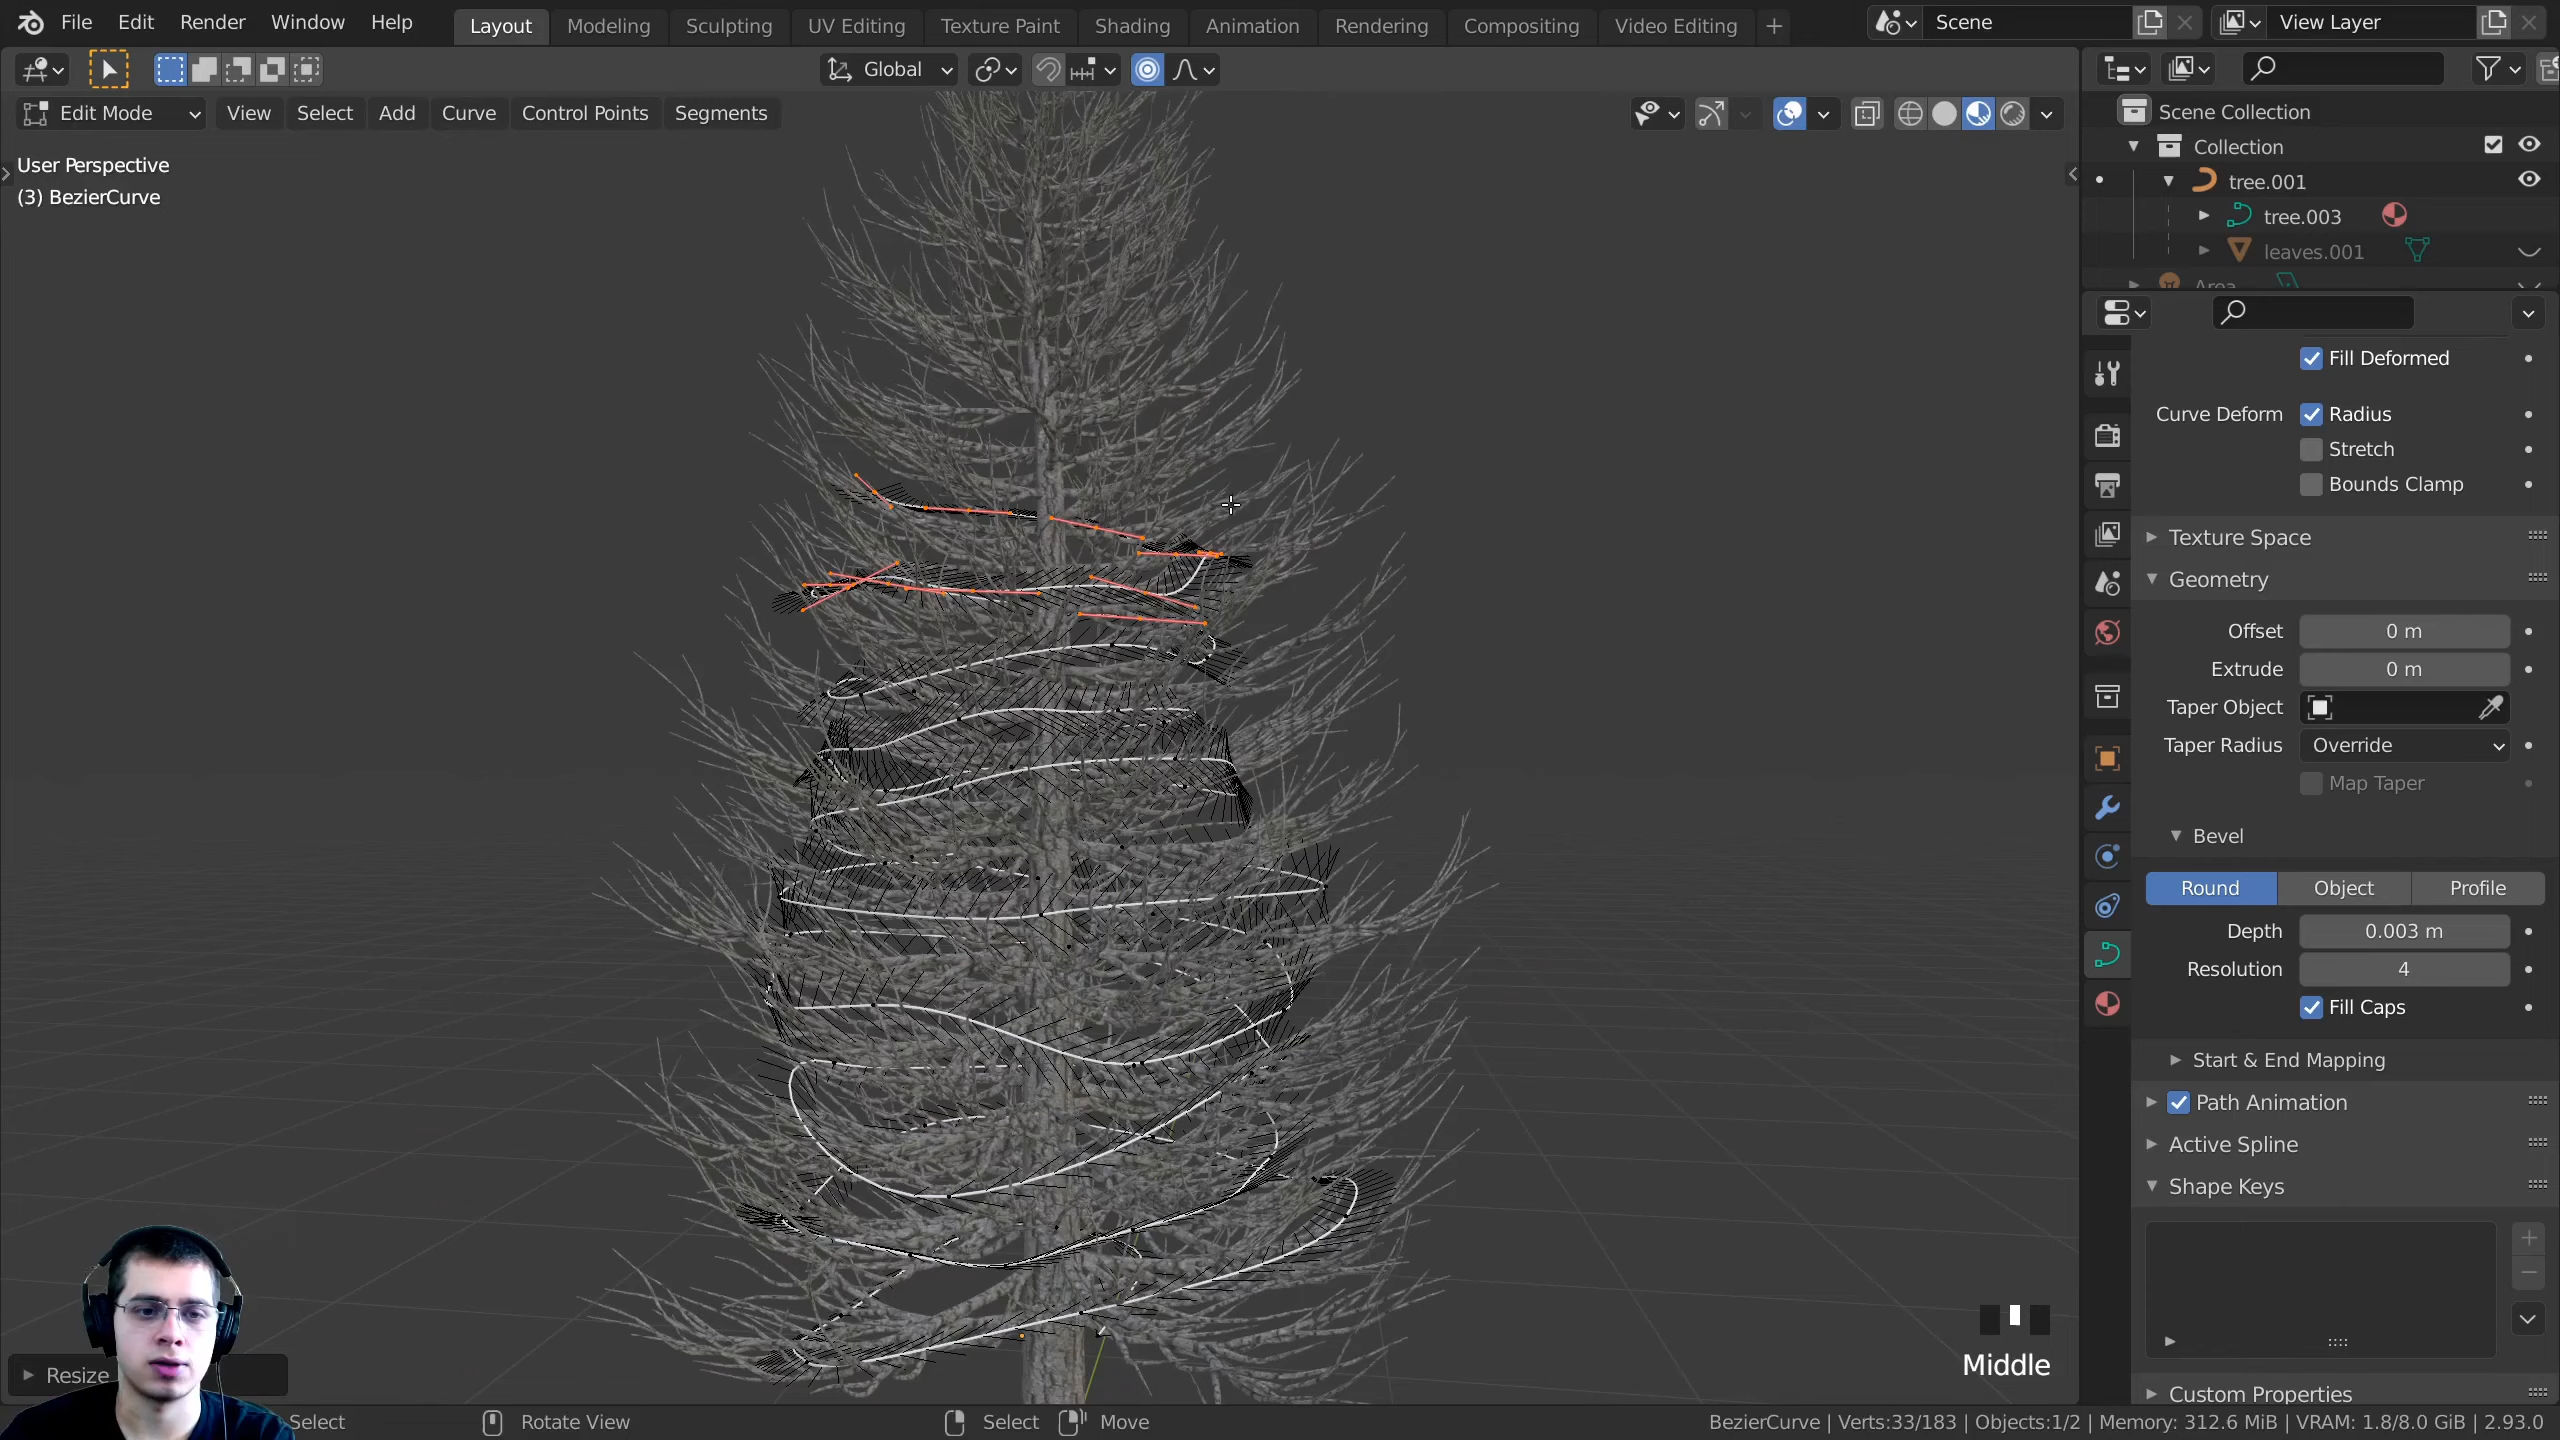 File Edit Render Window Help Layout Modeling Sculpting UV Editing Texture Paint Shading Animation Rendering Compositing Video Editing + Scene View Layer
Global
Edit Mode View Select Add Curve Control Points Segments
User Perspective
(3) BezierCurve
Scene Collection
Collection
tree.001
tree.003
leaves.001
Area
Fill Deformed
Curve Deform Radius
Stretch
Bounds Clamp
Texture Space
Geometry
Offset 0 m
Extrude 0 m
Taper Object
Taper Radius Override
Map Taper
Bevel
Round Object Profile
Depth 0.003 m
Resolution 4
Fill Caps
Start & End Mapping
Path Animation
Active Spline
Shape Keys
Custom Properties
Middle
Resize
Select Rotate View Select Move BezierCurve | Verts:33/183 | Objects:1/2 | Memory: 312.6 MiB | VRAM: 1.8/8.0 GiB | 2.93.0